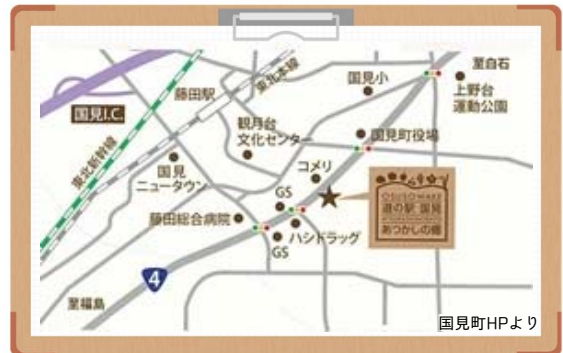 至白石
国見小
上野台
運動公園
東北本線
藤田駅
国見I.C.
観月台
文化センター
国見町役場
東北新幹線
国見
ニュータウン
コメリ
OSUSOWAKE
道の駅 国見
あつかしの郷
GS
藤田総合病院
ハシドラッグ
GS
4
至福島
国見町HPより